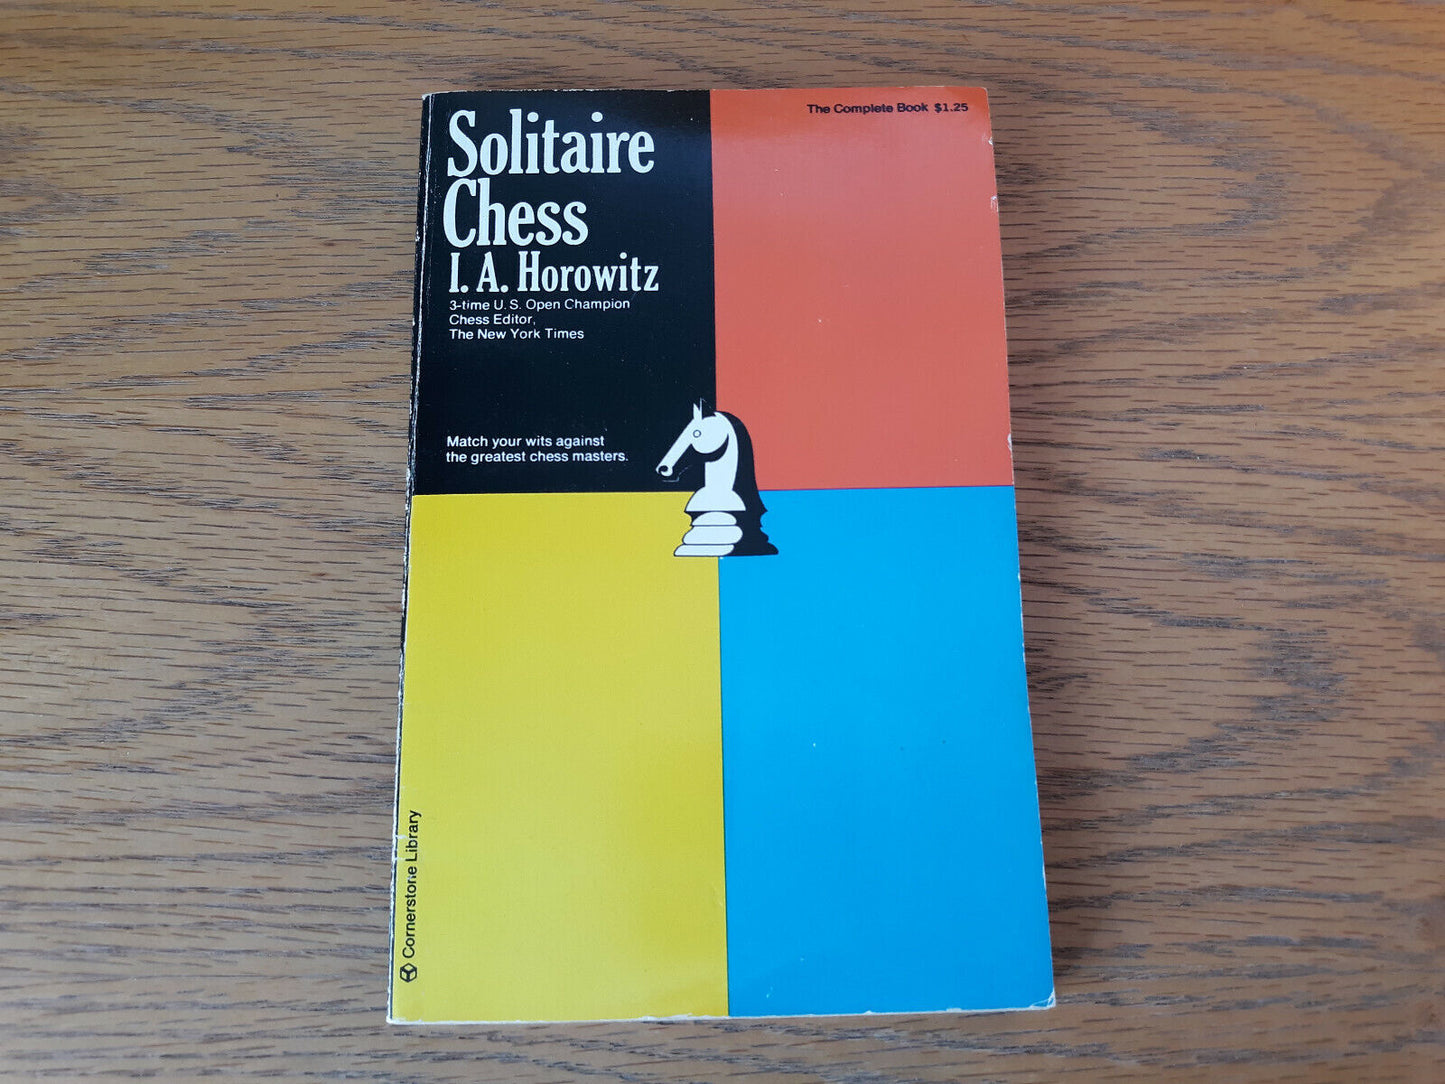 Solitaire
Chess
I. A. Horowitz
3-time U.S. Open Champion
Chess Editor,
The New York Times
Match your wits against
the greatest chess masters.
The Complete Book $1.25
Cornerstone Library